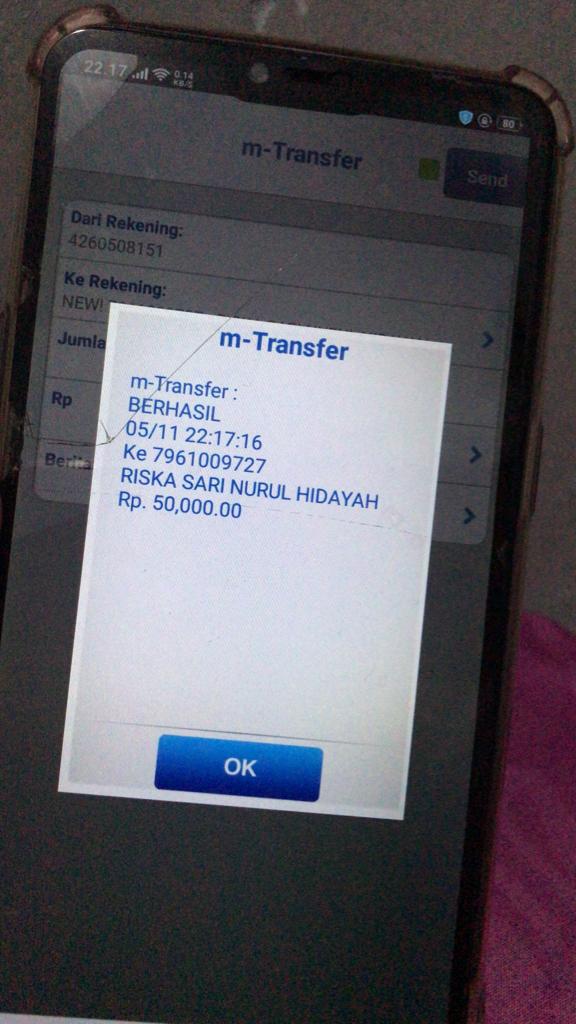 22.17 0.14 KB/S 80
m-Transfer Send
Dari Rekening:
4260508151
Ke Rekening:
NEW!
Jumla
Rp
Berita
m-Transfer
m-Transfer :
BERHASIL
05/11 22:17:16
Ke 7961009727
RISKA SARI NURUL HIDAYAH
Rp. 50,000.00
OK